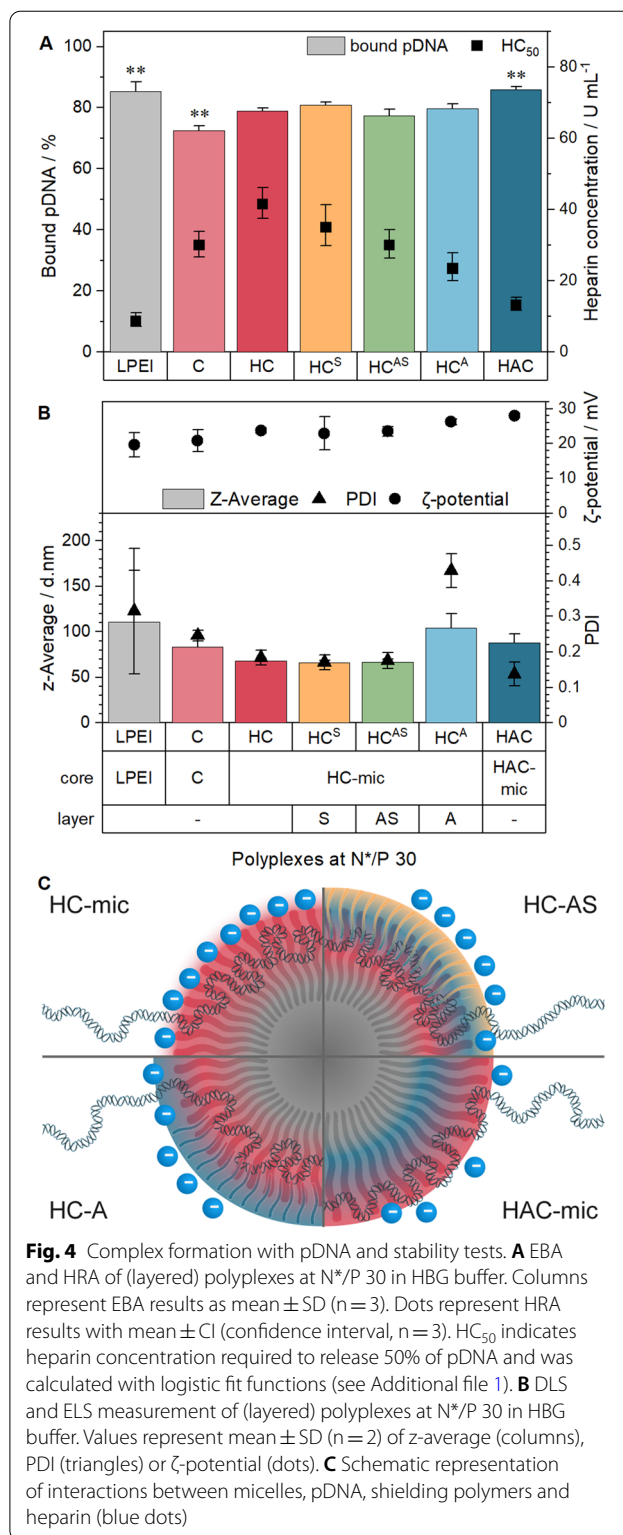 A
bound pDNA
HC50
100
80
60
40
20
0
Bound pDNA / %
**
**
**
80
60
40
20
0
Heparin concentration / U mL-1
LPEI C HC HCS HCAS HCA HAC
B
30
20
10
0
ζ-potential / mV
Z-Average PDI ζ-potential
200
150
100
50
0
z-Average / d.nm
0.5
0.4
0.3
0.2
0.1
0
PDI
LPEI C HC HCS HCAS HCA HAC
core LPEI C HC-mic HAC-mic
layer - S AS A -
Polyplexes at N*/P 30
C
HC-mic
HC-AS
HC-A
HAC-mic
Fig. 4 Complex formation with pDNA and stability tests. A EBA
and HRA of (layered) polyplexes at N*/P 30 in HBG buffer. Columns
represent EBA results as mean ± SD (n = 3). Dots represent HRA
results with mean ± CI (confidence interval, n = 3). HC50 indicates
heparin concentration required to release 50% of pDNA and was
calculated with logistic fit functions (see Additional file 1). B DLS
and ELS measurement of (layered) polyplexes at N*/P 30 in HBG
buffer. Values represent mean ± SD (n = 2) of z-average (columns),
PDI (triangles) or ζ-potential (dots). C Schematic representation
of interactions between micelles, pDNA, shielding polymers and
heparin (blue dots)